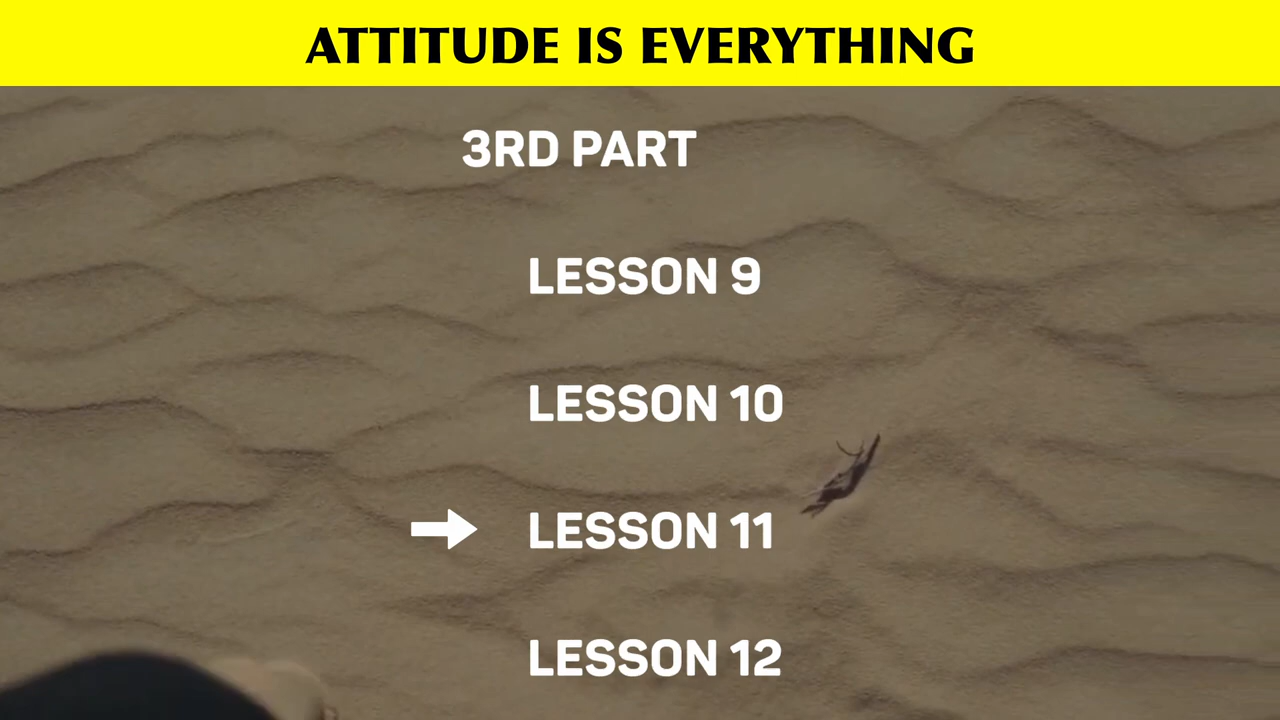 ATTITUDE IS EVERYTHING
3RD PART
LESSON 9
LESSON 10
LESSON 11
LESSON 12